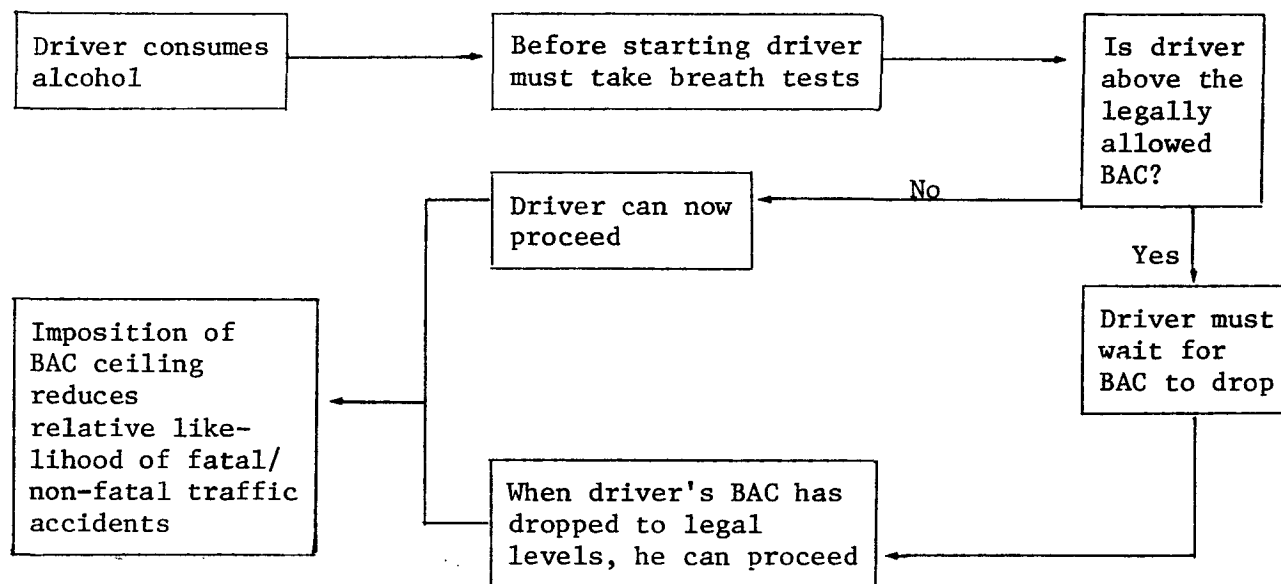 Driver consumes
alcohol
Before starting driver
must take breath tests
Is driver
above the
legally
allowed
BAC?
No
Driver can now
proceed
Yes
Driver must
wait for
BAC to drop
Imposition of
BAC ceiling
reduces
relative like-
lihood of fatal/
non-fatal traffic
accidents
When driver's BAC has
dropped to legal
levels, he can proceed